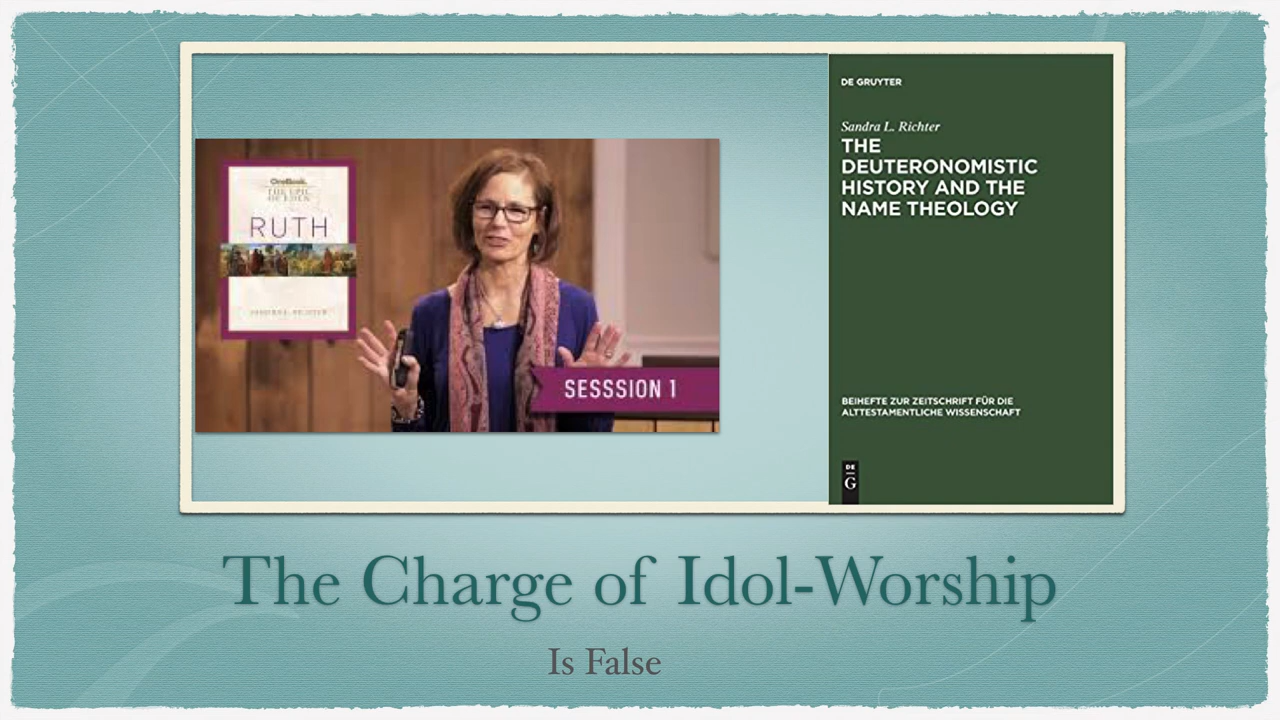 OneBook.
THE EPIC
OF EDEN
RUTH
SANDRA L. RICHTER
SESSSION 1
DE GRUYTER
Sandra L. Richter
THE
DEUTERONOMISTIC
HISTORY AND THE
NAME THEOLOGY
BEIHEFTE ZUR ZEITSCHRIFT FÜR DIE
ALTTESTAMENTLICHE WISSENSCHAFT
DE
G
The Charge of Idol-Worship
Is False